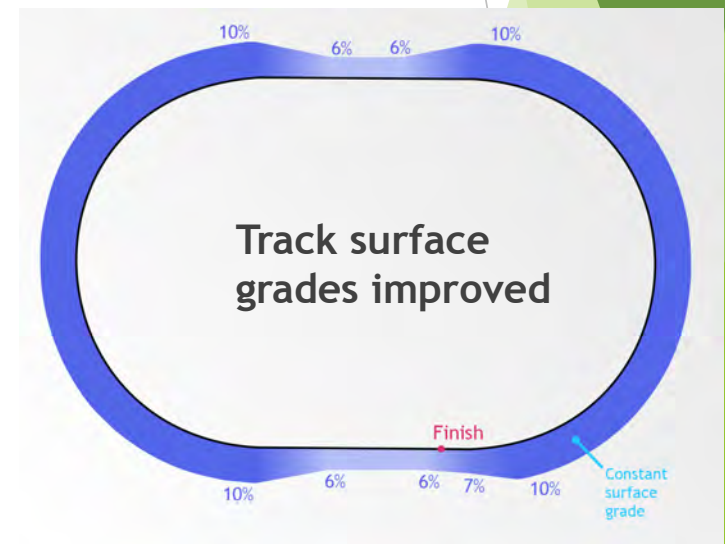 10%
6%
6%
10%
Track surface
grades improved
Finish
10%
6%
6%
7%
10%
Constant
surface
grade